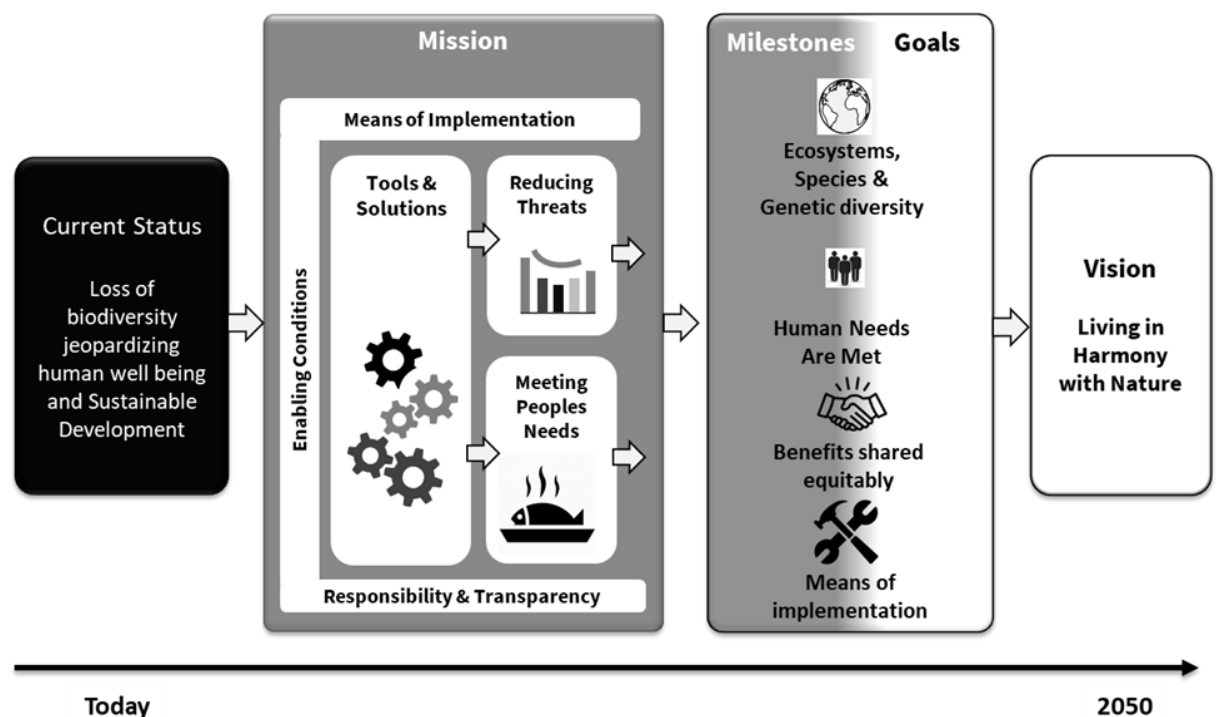 Mission
Means of Implementation
Enabling Conditions
Tools &
Solutions
Reducing
Threats
Meeting
Peoples
Needs
Responsibility & Transparency
Current Status
Loss of
biodiversity
jeopardizing
human well being
and Sustainable
Development
Milestones Goals
Ecosystems,
Species &
Genetic diversity
Human Needs
Are Met
Benefits shared
equitably
Means of
implementation
Vision
Living in
Harmony
with Nature
Today
2050